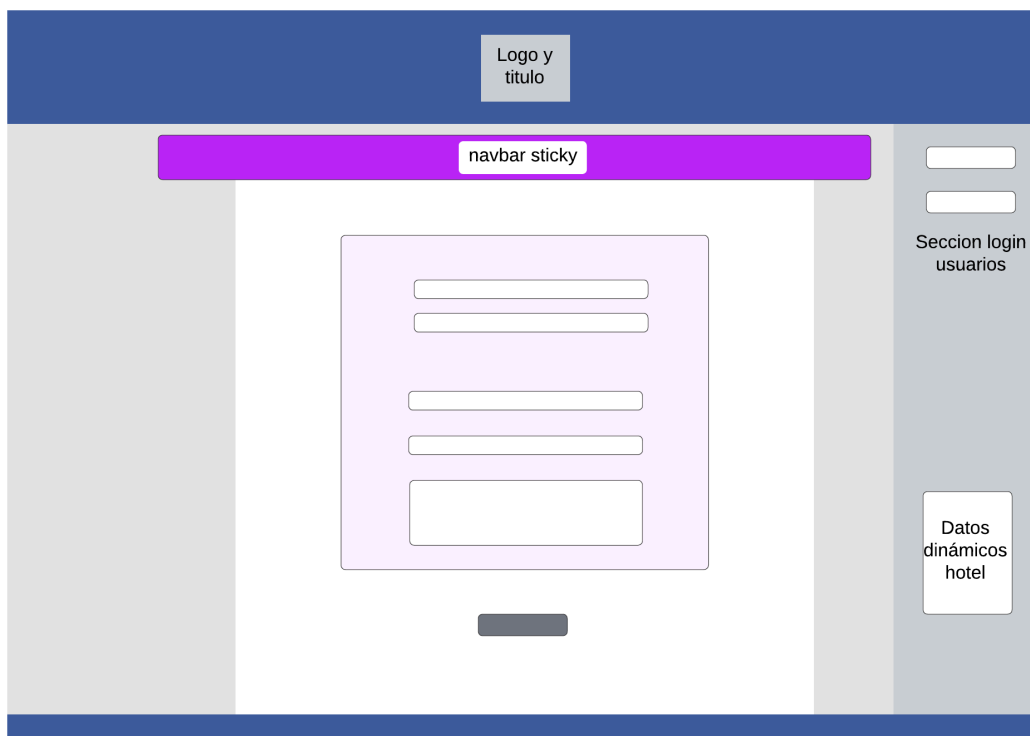 Logo y
titulo
navbar sticky
Seccion login
usuarios
Datos
dinámicos
hotel